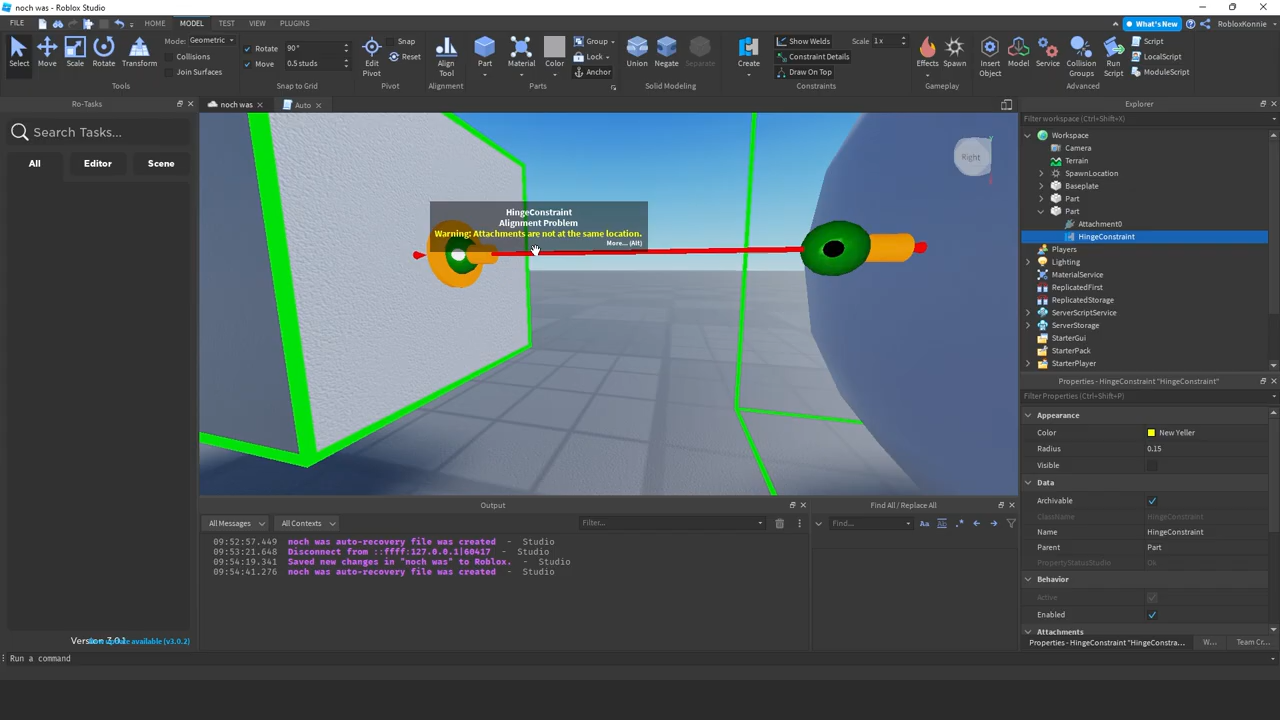 noch was - Roblox Studio
FILE HOME MODEL TEST VIEW PLUGINS What's New RobloxKonnie
Select Move Scale Rotate Transform
Mode: Geometric
Collisions
Join Surfaces
Tools
Rotate 90°
Move 0.5 studs
Snap to Grid
Edit Pivot
Snap
Reset
Pivot
Align Tool
Alignment
Part Material Color
Group
Lock
Anchor
Parts
Union Negate Separate
Solid Modeling
Create
Show Welds
Constraint Details
Draw On Top
Scale 1x
Constraints
Effects Spawn
Gameplay
Insert Object Model Service Collision Groups Run Script
Script
LocalScript
ModuleScript
Advanced
Ro-Tasks
Search Tasks...
All Editor Scene
Version 3.0.1
noch was Auto
Right
HingeConstraint
Alignment Problem
Warning: Attachments are not at the same location.
More... (Alt)
Output
All Messages All Contexts Filter...
09:52:57.449 noch was auto-recovery file was created - Studio
09:53:21.648 Disconnect from ::ffff:127.0.0.1|60417 - Studio
09:54:19.341 Saved new changes in "noch was" to Roblox. - Studio
09:54:41.276 noch was auto-recovery file was created - Studio
Find All / Replace All
Find...
Explorer
Filter workspace (Ctrl+Shift+X)
Workspace
Camera
Terrain
SpawnLocation
Baseplate
Part
Part
Attachment0
HingeConstraint
Players
Lighting
MaterialService
ReplicatedFirst
ReplicatedStorage
ServerScriptService
ServerStorage
StarterGui
StarterPack
StarterPlayer
Properties - HingeConstraint "HingeConstraint"
Filter Properties (Ctrl+Shift+P)
Appearance
Color New Yeller
Radius 0.15
Visible
Data
Archivable
ClassName HingeConstraint
Name HingeConstraint
Parent Part
PropertyStatusStudio Ok
Behavior
Active
Enabled
Attachments
Properties - HingeConstraint "HingeConstra... W... Team Cr...
Run a command